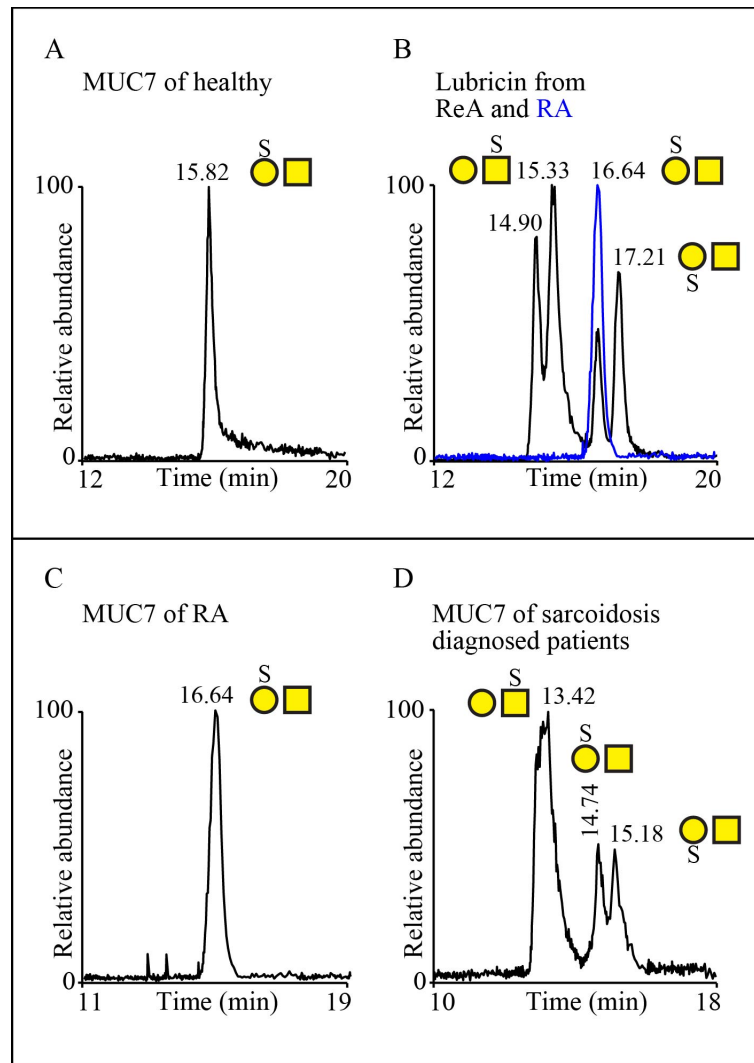 A
MUC7 of healthy
S
15.82
100
Relative abundance
0
12
Time (min)
20
B
Lubricin from
ReA and RA
S
15.33
16.64
S
14.90
17.21
S
100
Relative abundance
0
12
Time (min)
20
C
MUC7 of RA
S
16.64
100
Relative abundance
0
11
Time (min)
19
D
MUC7 of sarcoidosis
diagnosed patients
S
13.42
S
14.74
15.18
S
100
Relative abundance
0
10
Time (min)
18